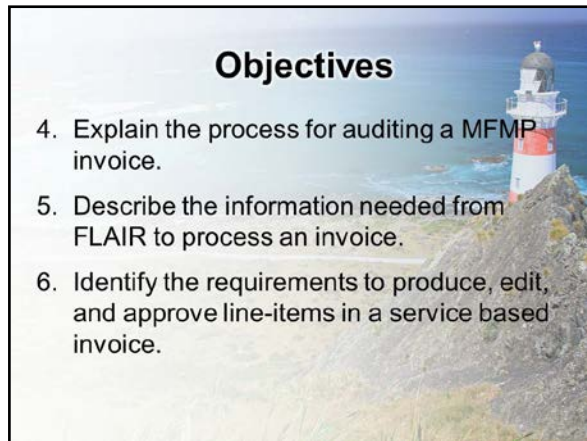 Objectives
4. Explain the process for auditing a MFMP
invoice.
5. Describe the information needed from
FLAIR to process an invoice.
6. Identify the requirements to produce, edit,
and approve line-items in a service based
invoice.